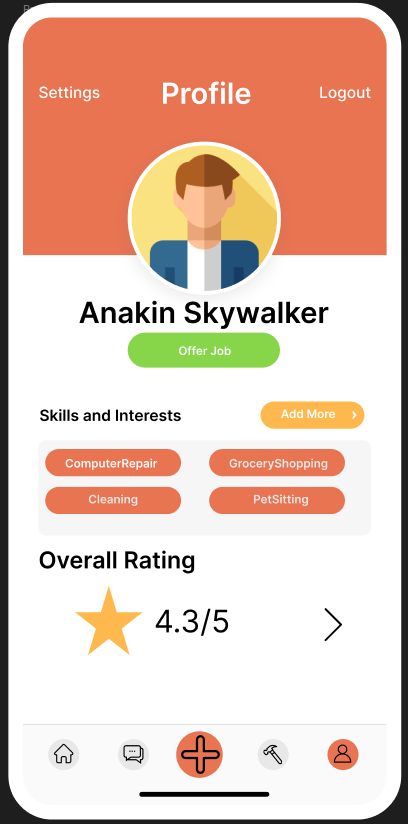 Settings Profile Logout
Anakin Skywalker
Offer Job
Skills and Interests Add More
ComputerRepair GroceryShopping
Cleaning PetSitting
Overall Rating
4.3/5